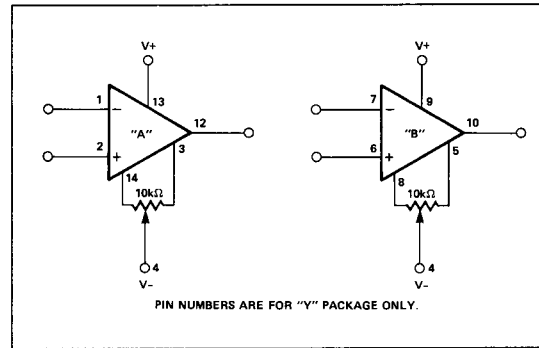 V+
V+
1
13
7
9
−
"A"
12
−
"B"
10
2
+
3
6
+
5
14
8
10kΩ
10kΩ
4
4
V−
V−
PIN NUMBERS ARE FOR "Y" PACKAGE ONLY.